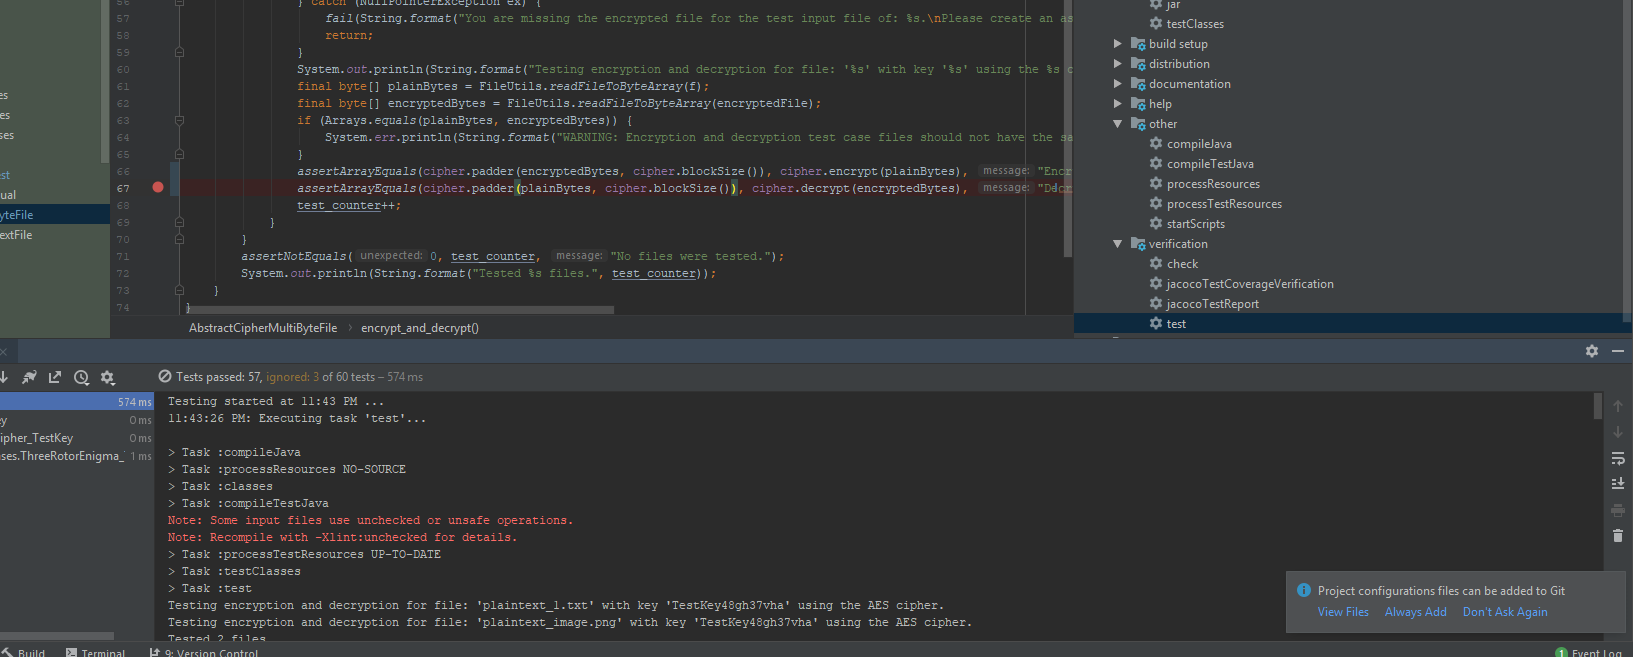 56 } catch (NullPointerException ex) {
57 fail(String.format("You are missing the encrypted file for the test input file of: %s.\nPlease create an as
58 return;
59 }
60 System.out.println(String.format("Testing encryption and decryption for file: '%s' with key '%s' using the %s c
61 final byte[] plainBytes = FileUtils.readFileToByteArray(f);
62 final byte[] encryptedBytes = FileUtils.readFileToByteArray(encryptedFile);
63 if (Arrays.equals(plainBytes, encryptedBytes)) {
64 System.err.println(String.format("WARNING: Encryption and decryption test case files should not have the sa
65 }
66 assertArrayEquals(cipher.padder(encryptedBytes, cipher.blockSize()), cipher.encrypt(plainBytes), message: "Encr
67 assertArrayEquals(cipher.padder(plainBytes, cipher.blockSize()), cipher.decrypt(encryptedBytes), message: "Decr
68 test_counter++;
69 }
70 }
71 assertNotEquals( unexpected: 0, test_counter, message: "No files were tested.");
72 System.out.println(String.format("Tested %s files.", test_counter));
73 }
74 }
AbstractCipherMultiByteFile › encrypt_and_decrypt()
es
es
ses
est
ual
yteFile
extFile
jar
testClasses
build setup
distribution
documentation
help
other
compileJava
compileTestJava
processResources
processTestResources
startScripts
verification
check
jacocoTestCoverageVerification
jacocoTestReport
test
Tests passed: 57, ignored: 3 of 60 tests – 574 ms
574 ms
ey 0 ms
ipher_TestKey 0 ms
ses.ThreeRotorEnigma_ 1 ms
Testing started at 11:43 PM ...
11:43:26 PM: Executing task 'test'...
> Task :compileJava
> Task :processResources NO-SOURCE
> Task :classes
> Task :compileTestJava
Note: Some input files use unchecked or unsafe operations.
Note: Recompile with -Xlint:unchecked for details.
> Task :processTestResources UP-TO-DATE
> Task :testClasses
> Task :test
Testing encryption and decryption for file: 'plaintext_1.txt' with key 'TestKey48gh37vha' using the AES cipher.
Testing encryption and decryption for file: 'plaintext_image.png' with key 'TestKey48gh37vha' using the AES cipher.
Tested 2 files
Project configurations files can be added to Git
View Files Always Add Don't Ask Again
Build Terminal 9: Version Control 1 Event Log